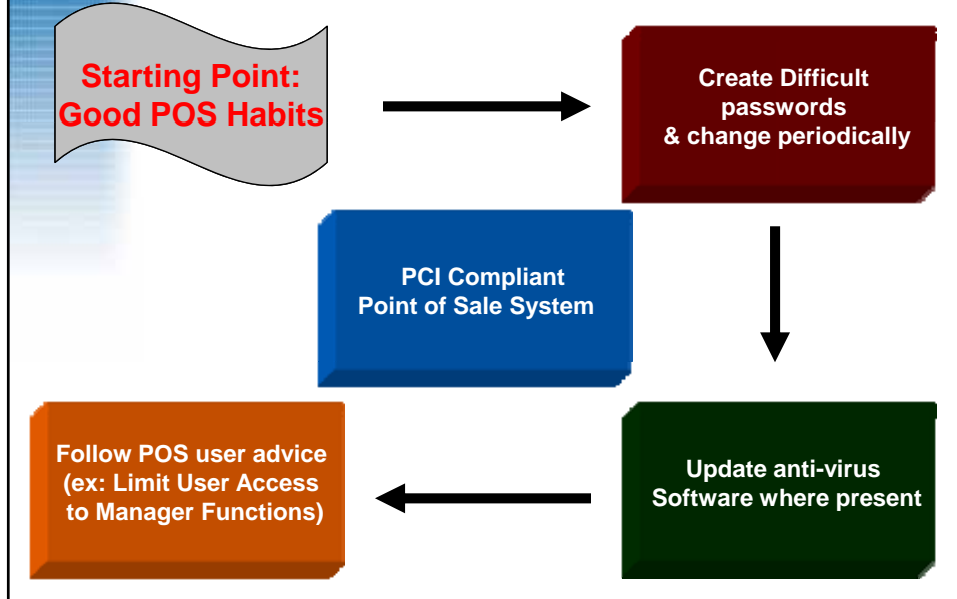 Starting Point:
Good POS Habits
Create Difficult
passwords
& change periodically
PCI Compliant
Point of Sale System
Follow POS user advice
(ex: Limit User Access
to Manager Functions)
Update anti-virus
Software where present